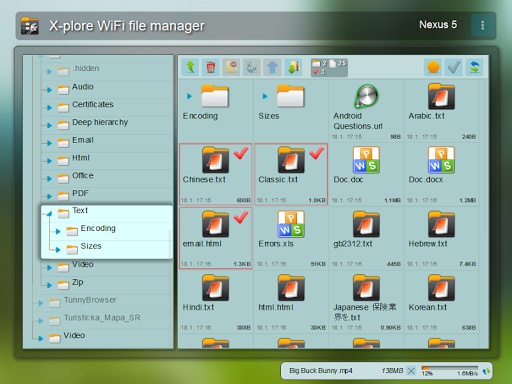 X-plore WiFi file manager
Nexus 5
.hidden
Audio
Certificates
Deep hierarchy
Email
Html
Office
PDF
Text
Encoding
Sizes
Video
Zip
TunnyBrowser
Turisticka_Mapa_SR
Video
2 75
3
Encoding
Sizes
Android
Questions.url
18.1. 17:15 98B
Arabic.txt
18.1. 17:15 240B
Chinese.txt
18.1. 17:15 600B
Classic.txt
18.1. 17:15 1.0KB
Doc.doc
18.1. 17:15 1.1MB
Doc.docx
18.1. 17:15 1.2MB
email.html
18.1. 17:16 1.3KB
Errors.xls
18.1. 17:15 51KB
gb2312.txt
18.1. 17:15 445B
Hebrew.txt
18.1. 17:15 7.4KB
Hindi.txt
18.1. 17:15 388B
html.html
18.1. 17:16 30KB
Japanese 保険業
界を.txt
18.1. 17:15 0.90KB
Korean.txt
18.1. 17:15 638B
Big Buck Bunny.mp4 138MB
12% 1.6MB/s